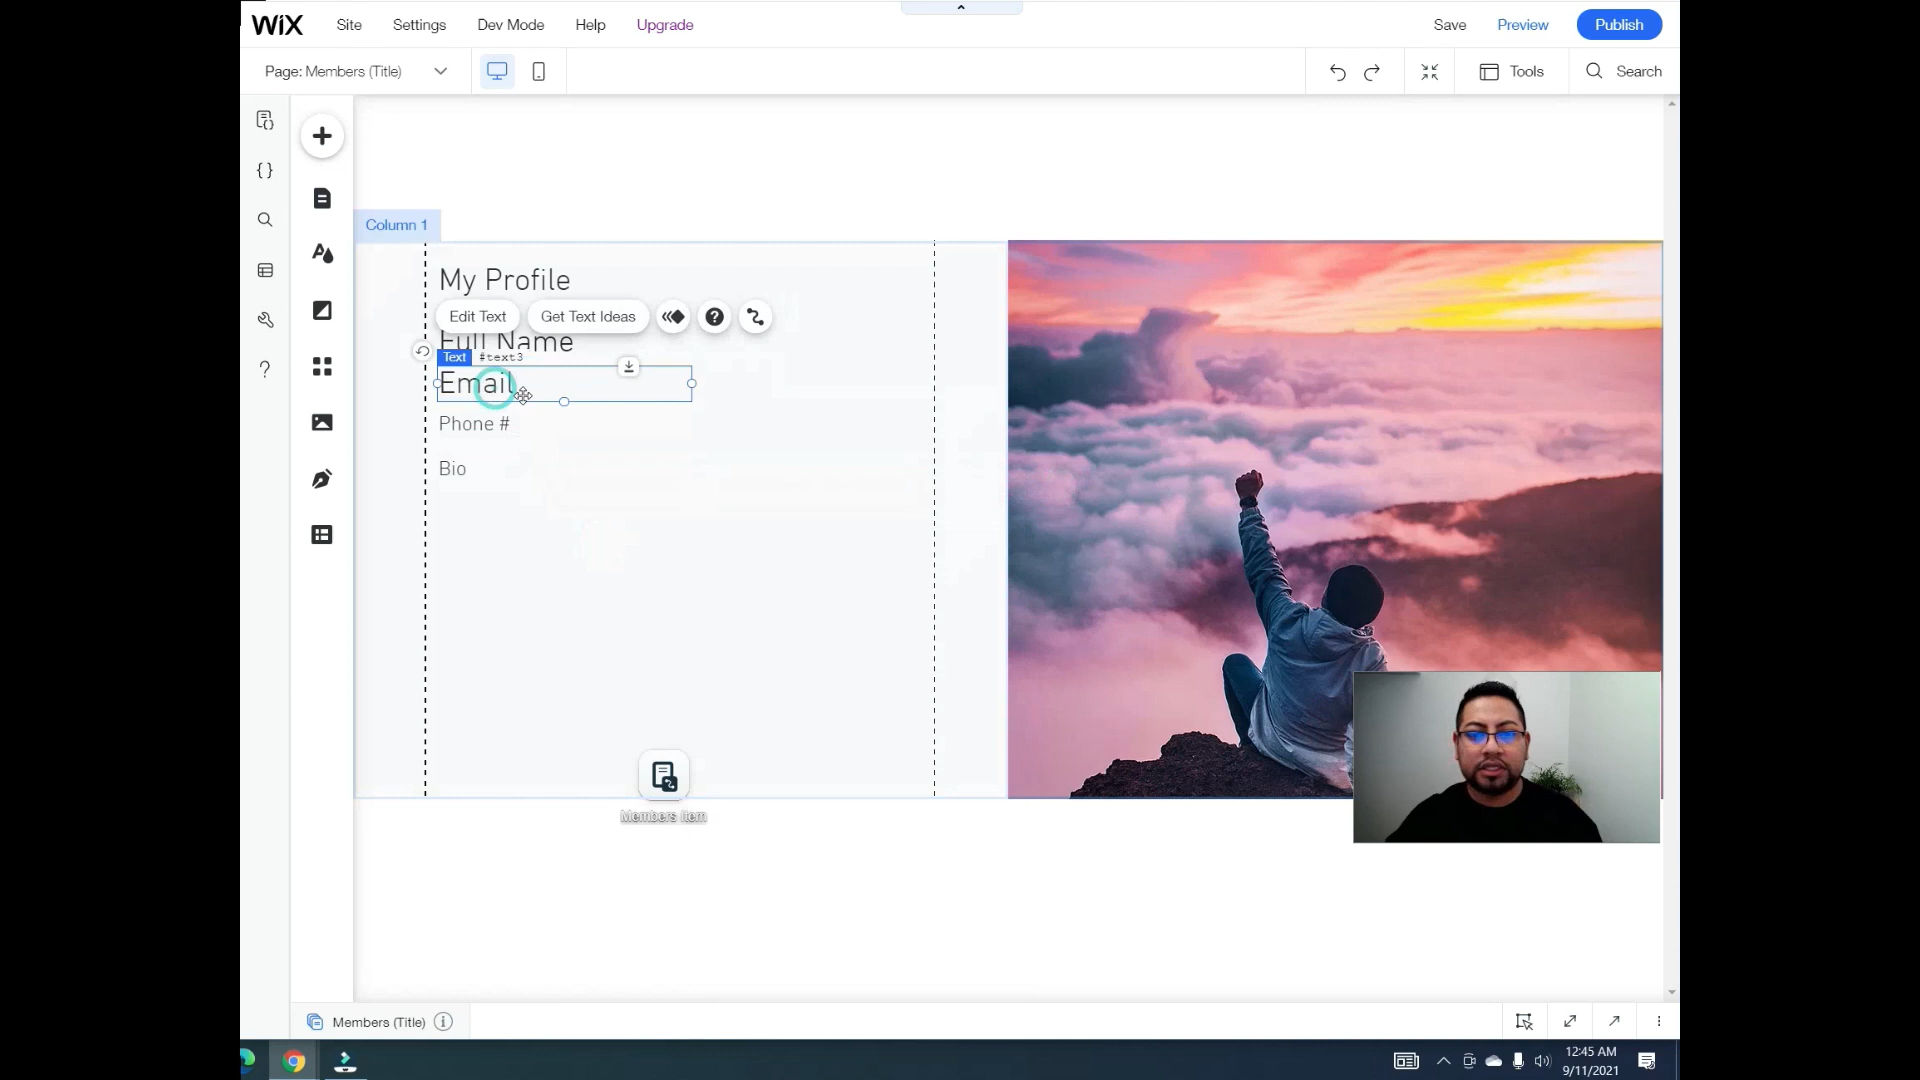 WiX Site Settings Dev Mode Help Upgrade Save Preview Publish
Page: Members (Title) Tools Search
Column 1
My Profile
Edit Text Get Text Ideas
Full Name
Text #text3
Email
Phone #
Bio
Members item
Members (Title)
12:45 AM
9/11/2021